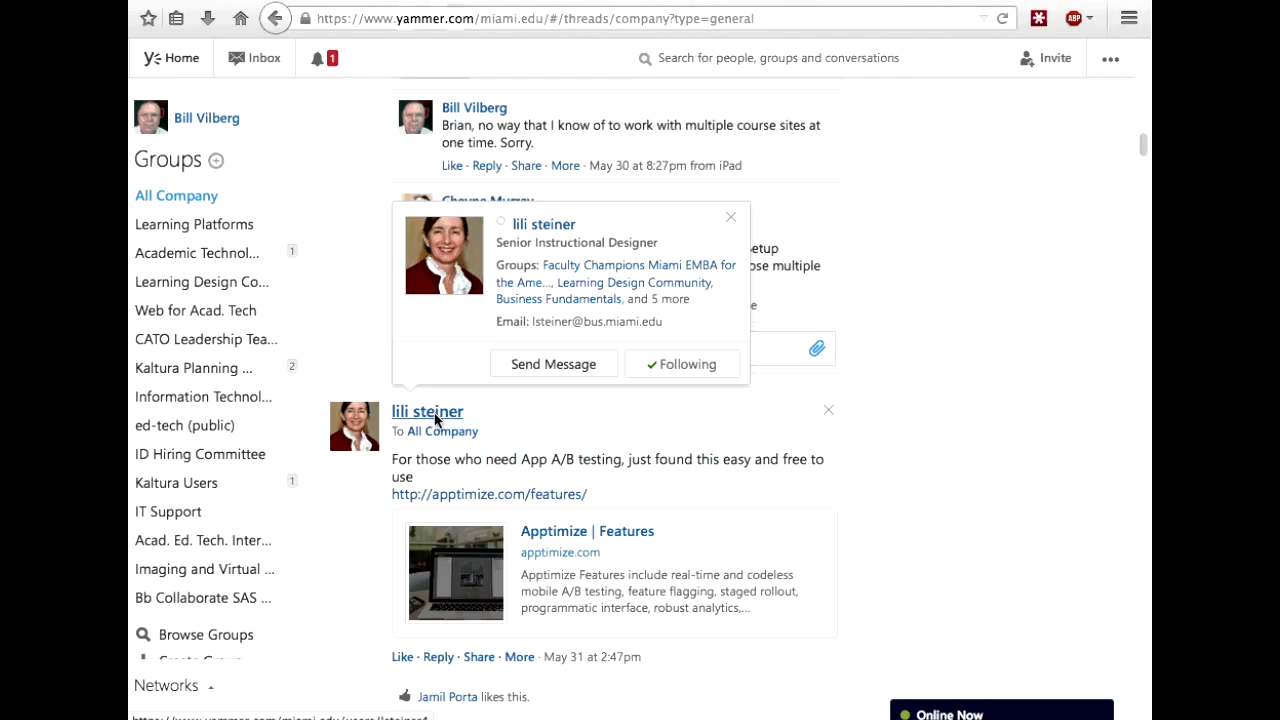 https://www.yammer.com/miami.edu/#/threads/company?type=general
ABP
Home
Inbox
1
Search for people, groups and conversations
Invite
Bill Vilberg
Groups
All Company
Learning Platforms
Academic Technol... 1
Learning Design Co...
Web for Acad. Tech
CATO Leadership Tea...
Kaltura Planning ... 2
Information Technol...
ed-tech (public)
ID Hiring Committee
Kaltura Users 1
IT Support
Acad. Ed. Tech. Inter...
Imaging and Virtual ...
Bb Collaborate SAS ...
Browse Groups
Create Group
Networks
Bill Vilberg
Brian, no way that I know of to work with multiple course sites at
one time. Sorry.
Like · Reply · Share · More · May 30 at 8:27pm from iPad
lili steiner
Senior Instructional Designer
Groups: Faculty Champions Miami EMBA for
the Ame..., Learning Design Community,
Business Fundamentals, and 5 more
Email: lsteiner@bus.miami.edu
Send Message
Following
lili steiner
To All Company
For those who need App A/B testing, just found this easy and free to
use
http://apptimize.com/features/
Apptimize | Features
apptimize.com
Apptimize Features include real-time and codeless
mobile A/B testing, feature flagging, staged rollout,
programmatic interface, robust analytics,...
Like · Reply · Share · More · May 31 at 2:47pm
Jamil Porta likes this.
Online Now